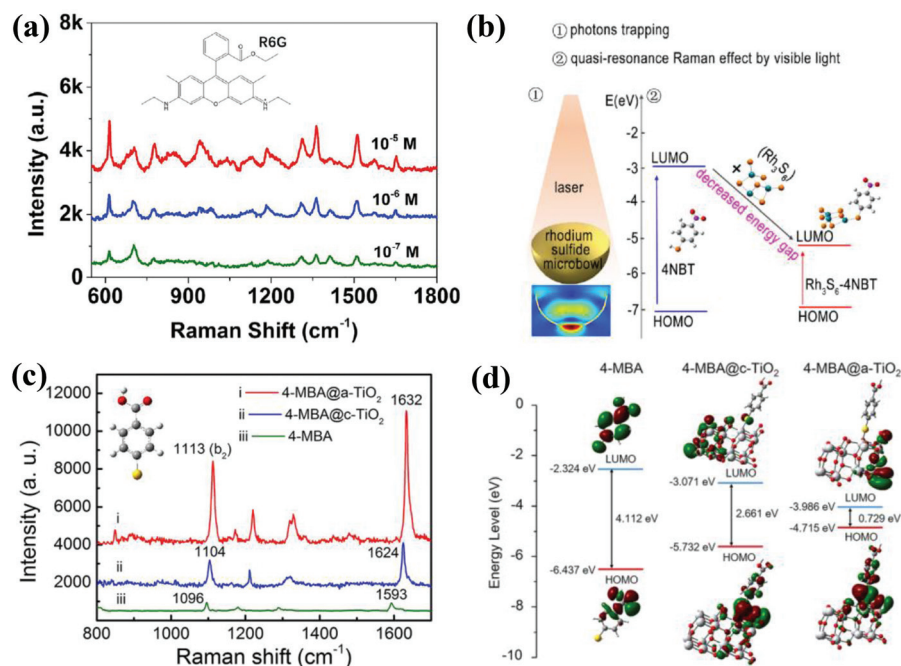 (a)
8k
6k
4k
2k
0
Intensity (a.u.)
R6G
10⁻⁵ M
10⁻⁶ M
10⁻⁷ M
600 900 1200 1500 1800
Raman Shift (cm⁻¹)
(b)
① photons trapping
② quasi-resonance Raman effect by visible light
①
E(eV)
②
-3
-4
-5
-6
-7
laser
rhodium
sulfide
microbowl
LUMO
4NBT
HOMO
+
(Rh₃S₆)
decreased energy gap
LUMO
Rh₃S₆-4NBT
HOMO
(c)
12000
10000
8000
6000
4000
2000
Intensity (a. u.)
i 4-MBA@a-TiO₂
ii 4-MBA@c-TiO₂
iii 4-MBA
1632
1113 (b₂)
i
1104
1624
ii
1096
1593
iii
800 1000 1200 1400 1600
Raman shift (cm⁻¹)
(d)
4-MBA 4-MBA@c-TiO₂ 4-MBA@a-TiO₂
0
-2
-4
-6
-8
-10
Energy Level (eV)
LUMO
-2.324 eV
4.112 eV
-6.437 eV
HOMO
LUMO
-3.071 eV
2.661 eV
-5.732 eV
HOMO
LUMO
-3.986 eV
0.729 eV
-4.715 eV
HOMO